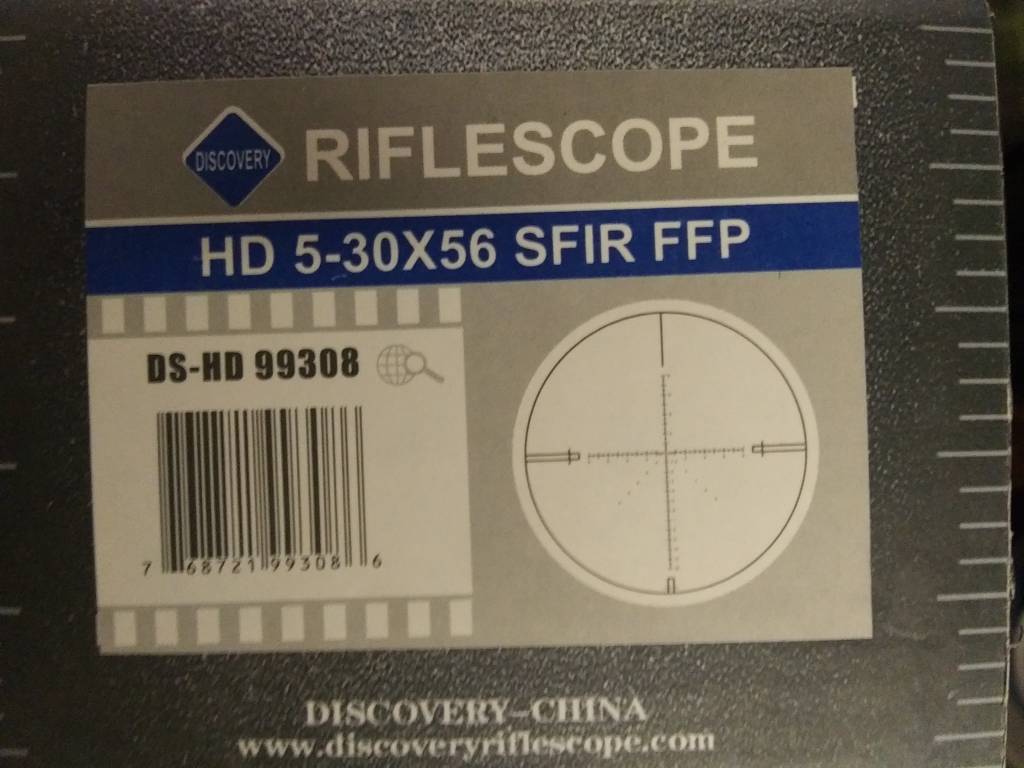 DISCOVERY RIFLESCOPE
HD 5-30X56 SFIR FFP
DS-HD 99308
7 68721 99308 6
DISCOVERY-CHINA
www.discoveryriflescope.com